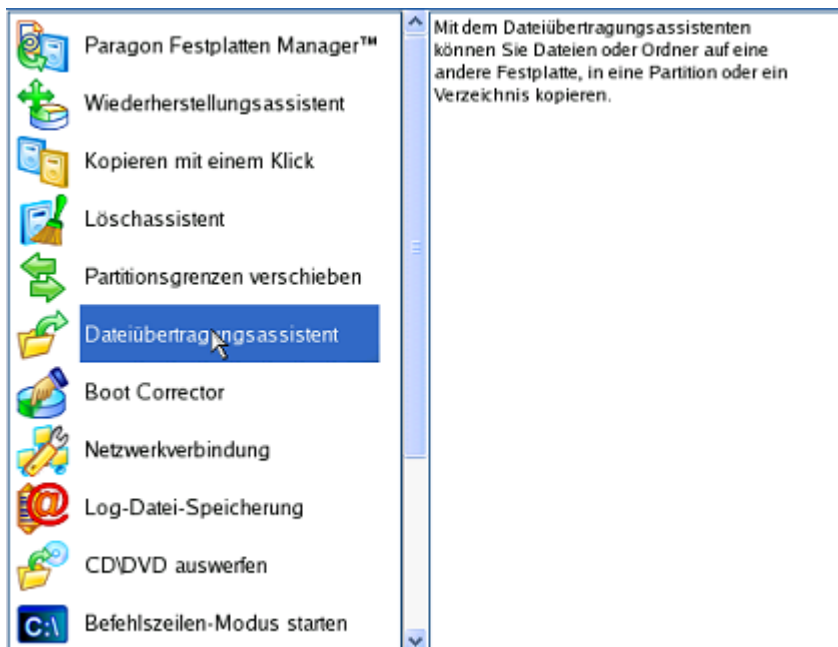 Paragon Festplatten Manager™
Wiederherstellungsassistent
Kopieren mit einem Klick
Löschassistent
Partitionsgrenzen verschieben
Dateiübertragungsassistent
Boot Corrector
Netzwerkverbindung
@
Log-Datei-Speicherung
CD\DVD auswerfen
C:\
Befehlszeilen-Modus starten
Mit dem Dateiübertragungsassistenten
können Sie Dateien oder Ordner auf eine
andere Festplatte, in eine Partition oder ein
Verzeichnis kopieren.